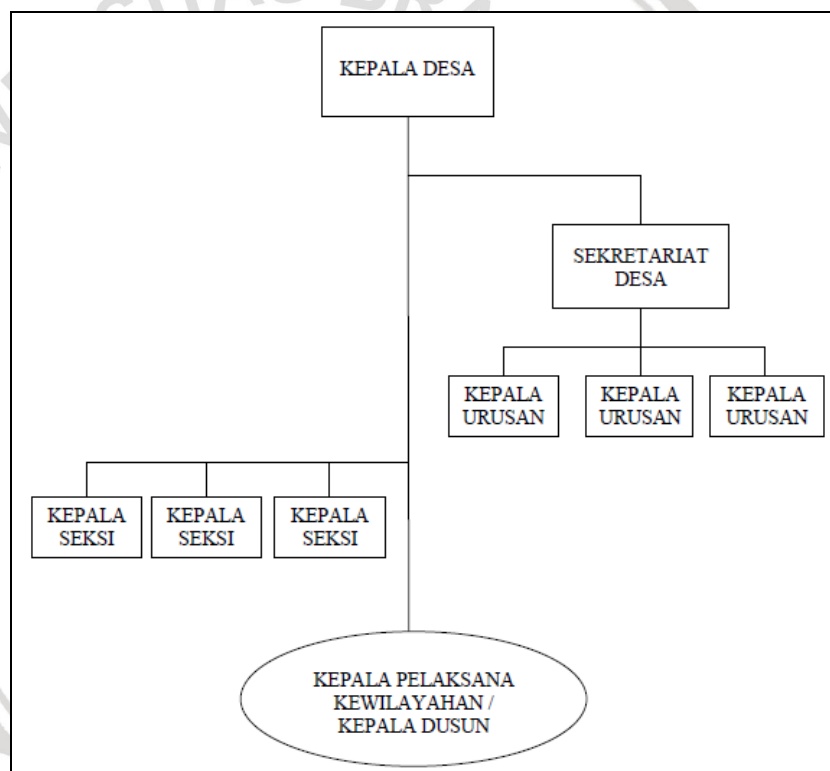 KEPALA DESA
SEKRETARIAT
DESA
KEPALA
URUSAN
KEPALA
URUSAN
KEPALA
URUSAN
KEPALA
SEKSI
KEPALA
SEKSI
KEPALA
SEKSI
KEPALA PELAKSANA
KEWILAYAHAN /
KEPALA DUSUN